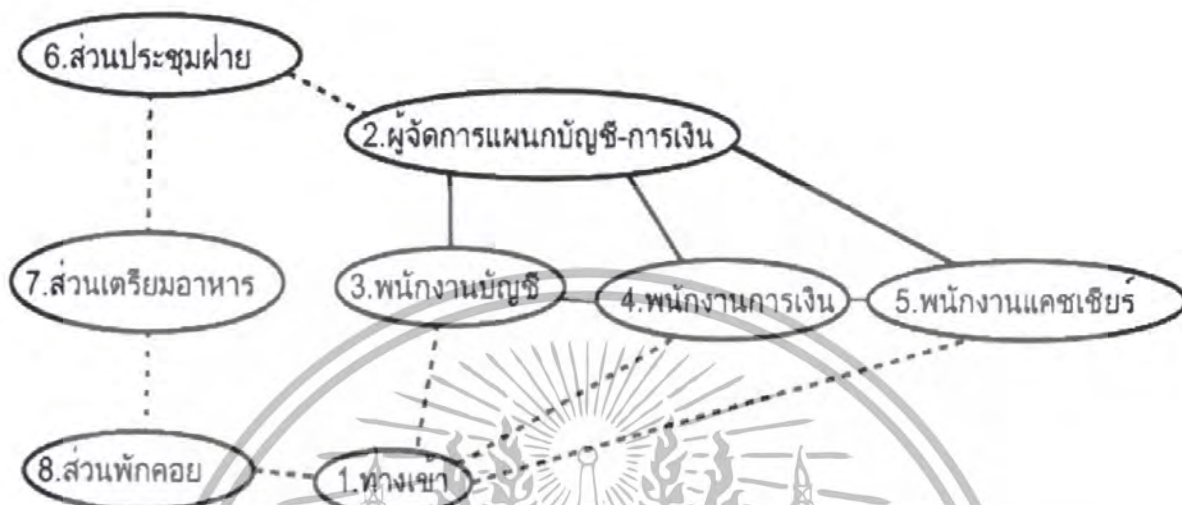 6.ส่วนประชุมฝ่าย
2.ผู้จัดการแผนกบัญชี-การเงิน
7.ส่วนเตรียมอาหาร
3.พนักงานบัญชี
4.พนักงานการเงิน
5.พนักงานแคชเชียร์
8.ส่วนพักคอย
1.ทางเข้า